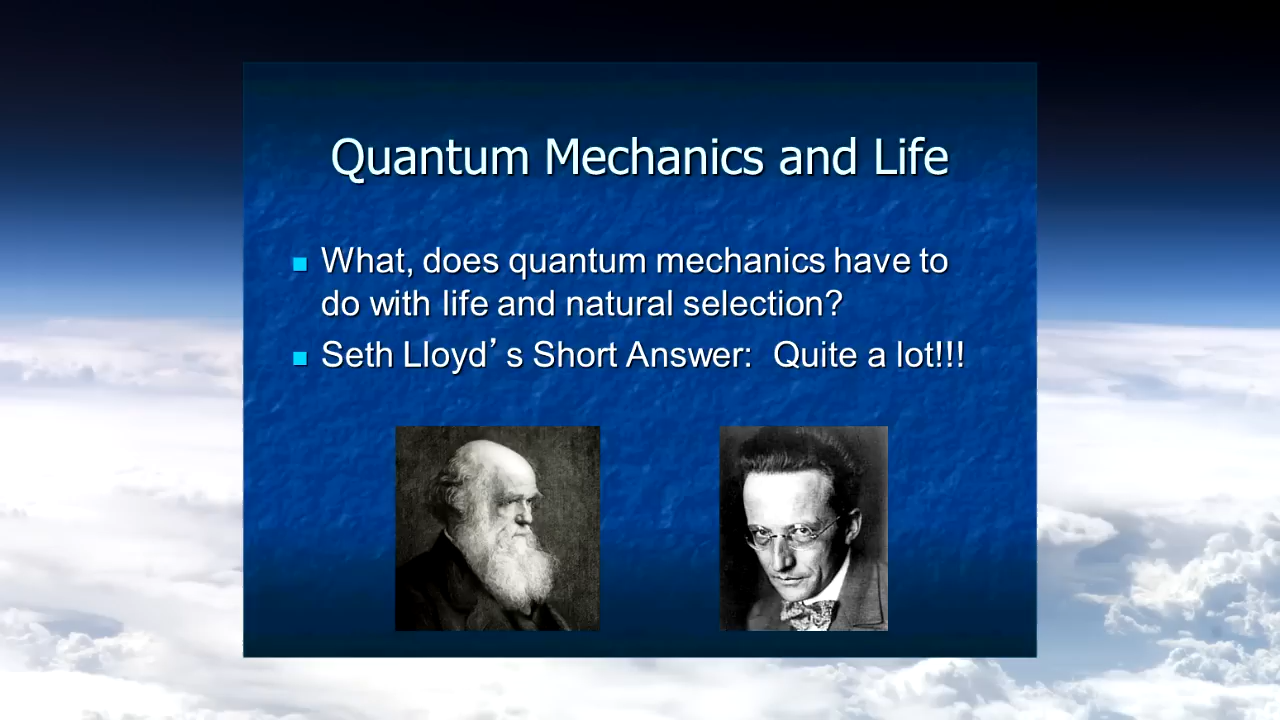 Quantum Mechanics and Life
What, does quantum mechanics have to
do with life and natural selection?
Seth Lloyd’s Short Answer:  Quite a lot!!!